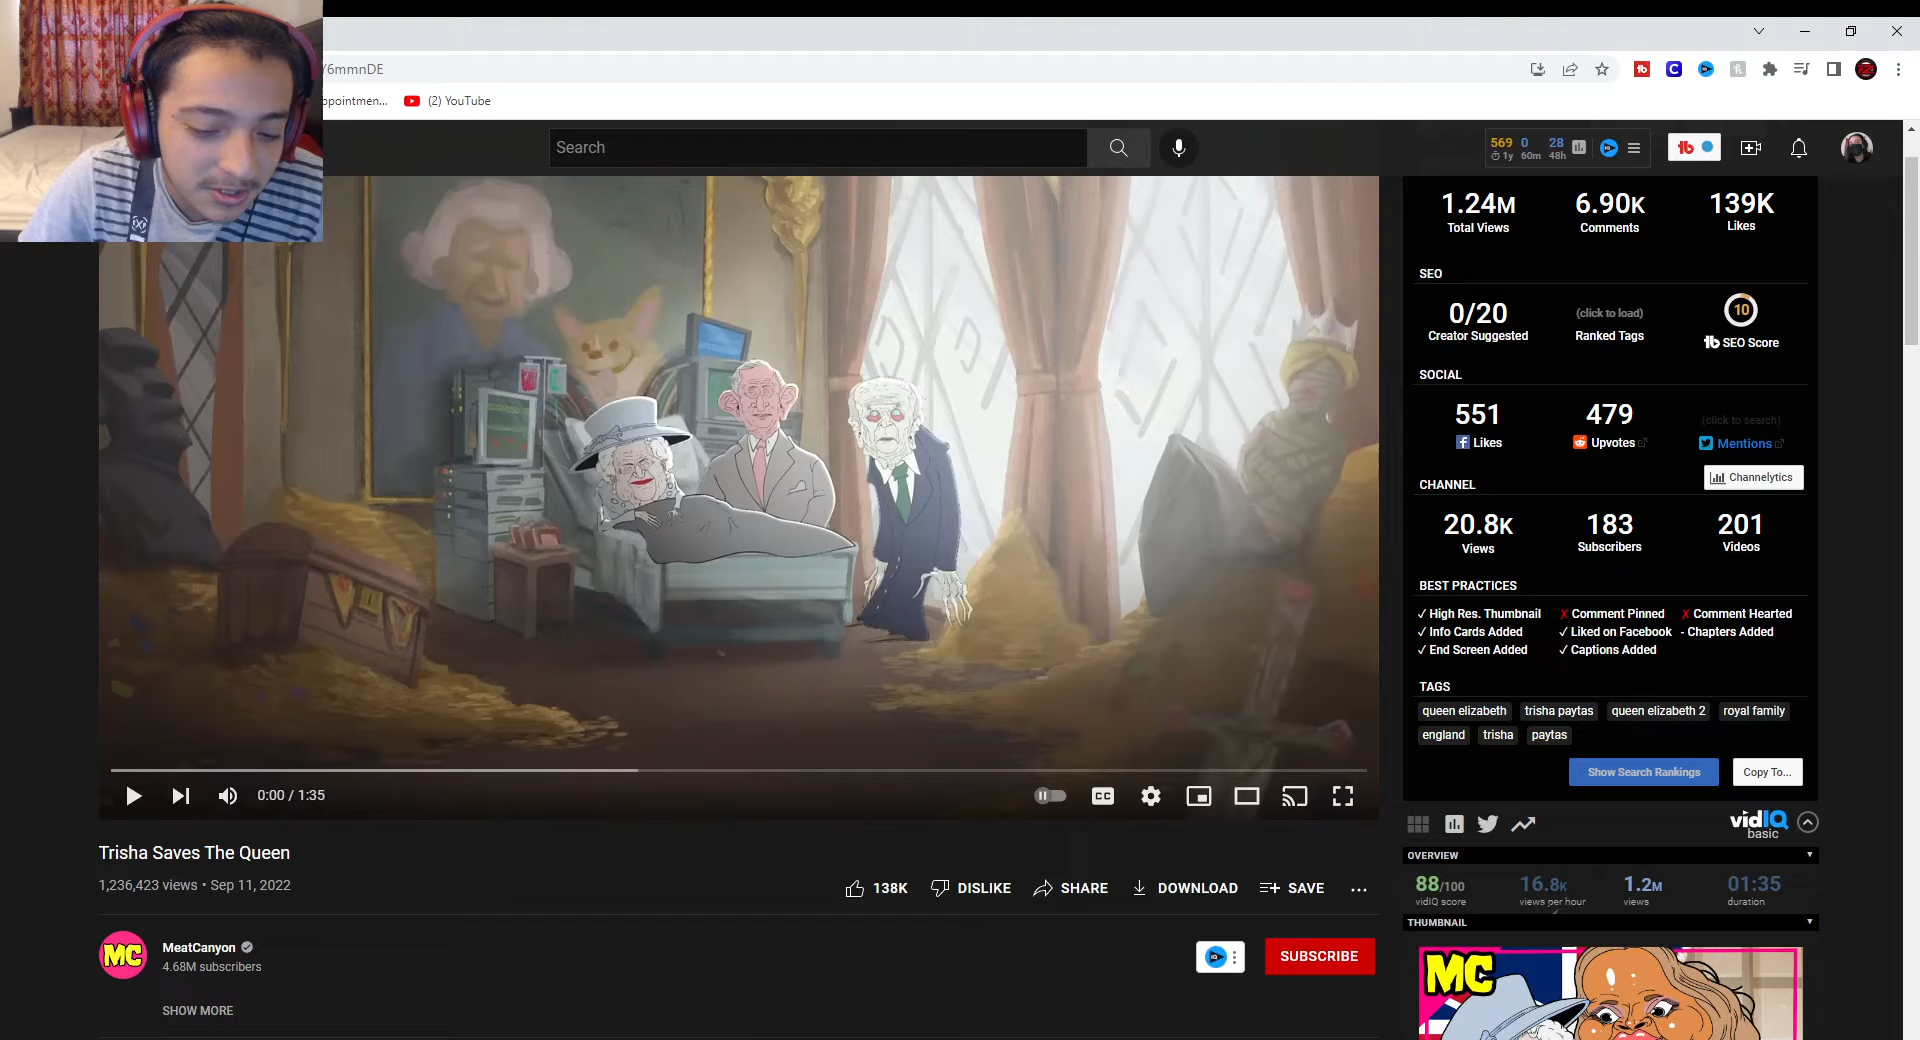 Y6mmnDE
ppointmen...
(2) YouTube
Search
569 0 28
1y 60m 48h
1.24M 6.90K 139K
Total Views Comments Likes
SEO
0/20 (click to load) 10
Creator Suggested Ranked Tags tb SEO Score
SOCIAL
551 479 (click to search)
Likes Upvotes Mentions
Channelytics
CHANNEL
20.8K 183 201
Views Subscribers Videos
BEST PRACTICES
✓ High Res. Thumbnail ✗ Comment Pinned ✗ Comment Hearted
✓ Info Cards Added ✓ Liked on Facebook - Chapters Added
✓ End Screen Added ✓ Captions Added
TAGS
queen elizabeth trisha paytas queen elizabeth 2 royal family
england trisha paytas
Show Search Rankings Copy To...
vidIQ
basic
OVERVIEW
88/100 16.8K 1.2M 01:35
vidIQ score views per hour views duration
THUMBNAIL
MC
0:00 / 1:35
CC
Trisha Saves The Queen
1,236,423 views • Sep 11, 2022
138K DISLIKE SHARE DOWNLOAD SAVE ...
MC
MeatCanyon
4.68M subscribers
SUBSCRIBE
SHOW MORE